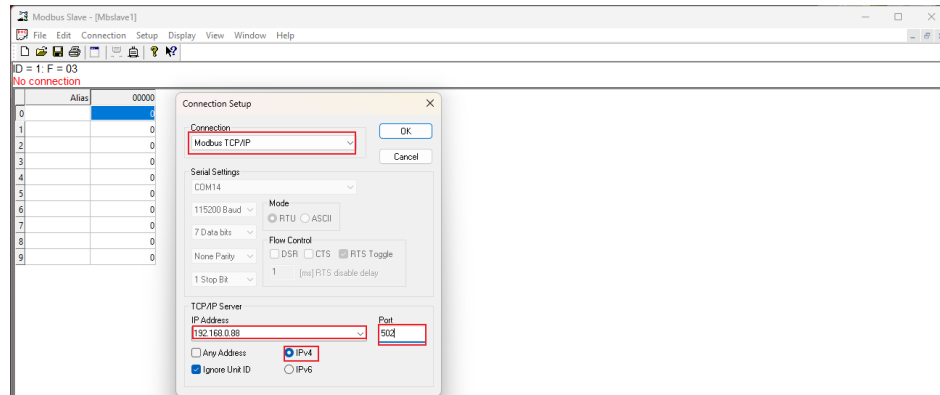 Modbus Slave - [Mbslave1]
File Edit Connection Setup Display View Window Help
ID = 1: F = 03
No connection
Alias 00000
0 0
1 0
2 0
3 0
4 0
5 0
6 0
7 0
8 0
9 0
Connection Setup
Connection
Modbus TCP/IP
OK
Cancel
Serial Settings
COM14
115200 Baud
Mode
RTU ASCII
7 Data bits
Flow Control
DSR CTS RTS Toggle
None Parity
1 [ms] RTS disable delay
1 Stop Bit
TCP/IP Server
IP Address Port
192.168.0.88 502
Any Address IPv4
Ignore Unit ID IPv6